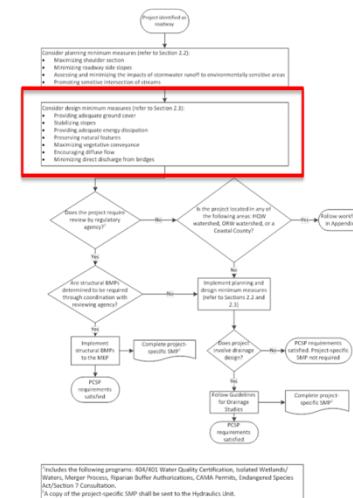 Project identified as
roadway
Consider planning minimum measures (refer to Section 2.2):
• Maximizing shoulder section
• Minimizing roadway side slopes
• Assessing and minimizing the impacts of stormwater runoff to environmentally sensitive areas
• Promoting sensitive intersection of streams
Consider design minimum measures (refer to Section 2.3):
• Providing adequate ground cover
• Stabilizing slopes
• Providing adequate energy dissipation
• Preserving natural features
• Maximizing vegetative conveyance
• Encouraging diffuse flow
• Minimizing direct discharge from bridges
Does the project require
review by regulatory
agency?¹
No
Is the project located in any of
the following areas: HQW
watershed, ORW watershed, or a
Coastal County?
Yes
Follow workf
in Appendi
Yes
No
Are structural BMPs
determined to be required
through coordination with
reviewing agency?
No
Implement planning and
design minimum measures
(refer to Sections 2.2 and
2.3)
Yes
Implement
structural BMPs
to the MEP
Complete project-
specific SMP²
Does project
involve drainage
design?
No
PCSP requirements
satisfied. Project-specific
SMP not required
PCSP
requirements
satisfied
Yes
Follow Guidelines
for Drainage
Studies
Complete project-
specific SMP²
PCSP
requirements
satisfied
¹Includes the following programs: 404/401 Water Quality Certification, Isolated Wetlands/
Waters, Merger Process, Riparian Buffer Authorizations, CAMA Permits, Endangered Species
Act/Section 7 Consultation.
²A copy of the project-specific SMP shall be sent to the Hydraulics Unit.